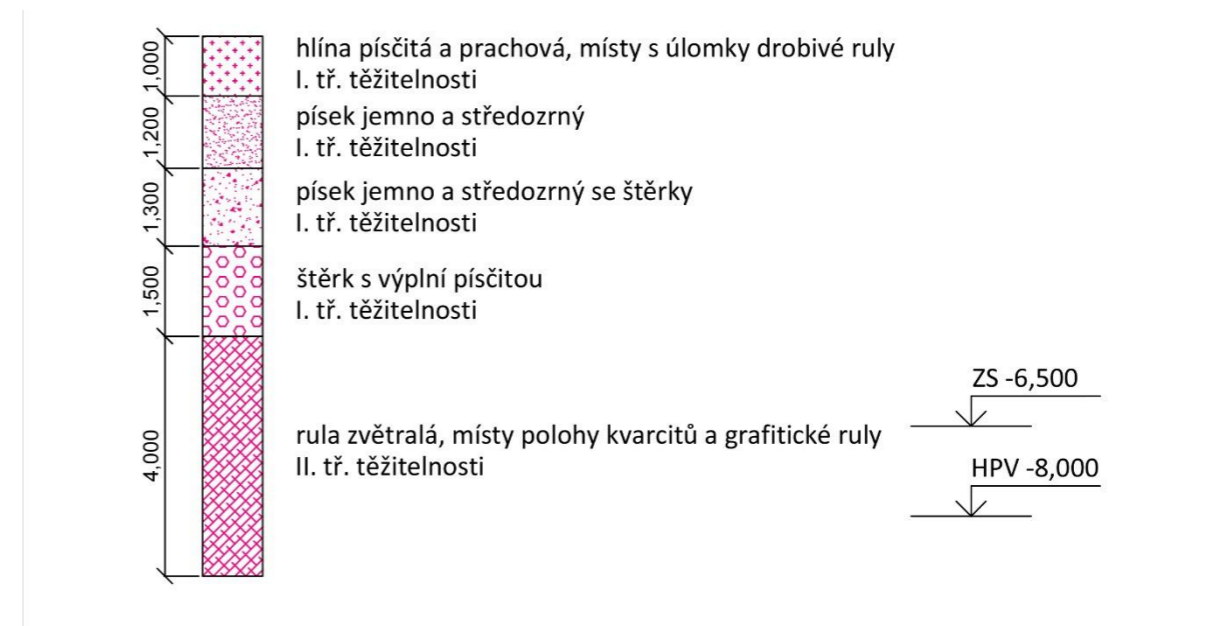 1,000
hlína písčitá a prachová, místy s úlomky drobivé ruly
I. tř. těžitelnosti
1,200
písek jemno a středozrný
I. tř. těžitelnosti
1,300
písek jemno a středozrný se štěrky
I. tř. těžitelnosti
1,500
štěrk s výplní písčitou
I. tř. těžitelnosti
4,000
rula zvětralá, místy polohy kvarcitů a grafitické ruly
II. tř. těžitelnosti
ZS -6,500
HPV -8,000